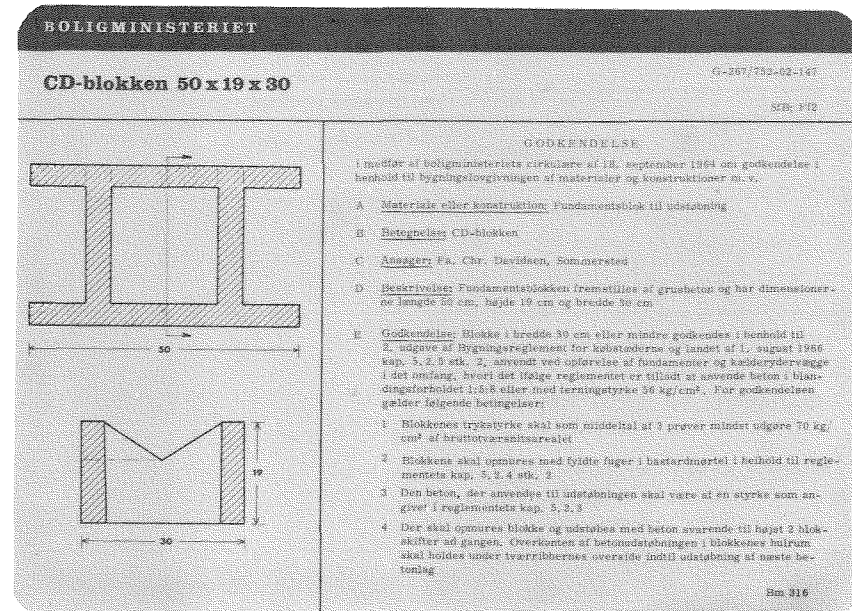 BOLIGMINISTERIET
CD-blokken 50 x 19 x 30
SfB:
GODKENDELSE
I medfør af boligministeriets cirkulære af 18. september 1964 om godkendelse i
henhold til bygningslovgivningen af materialer og konstruktioner m. v.
A Materiale eller konstruktion: Fundamentsblok til udstøbning
B Betegnelse: CD-blokken
C Ansøger: Fa. Chr. Davidsen, Sommersted
D Beskrivelse: Fundamentsblokken fremstilles af grusbeton og har dimensioner-
ne længde 50 cm, højde 19 cm og bredde 30 cm
E Godkendelse: Blokke i bredde 30 cm eller mindre godkendes i henhold til
2. udgave af Bygningsreglement for købstæderne og landet af 1. august 1966
kap. 5.2.5 stk. 2, anvendt ved opførelse af fundamenter og kælderydervægge
i det omfang, hvori det ifølge reglementet er tilladt at anvende beton i blan-
dingsforholdet 1:5:8 eller med terningstyrke 56 kg/cm². For godkendelsen
gælder følgende betingelser:
1 Blokkenes trykstyrke skal som middeltal af 3 prøver mindst udgøre 70 kg/
cm² af bruttotværsnitsarealet
2 Blokkene skal opmures med fyldte fuger i bastardmørtel i henhold til regle-
mentets kap. 5.2.4 stk. 2
3 Den beton, der anvendes til udstøbningen skal være af en styrke som an-
givet i reglementets kap. 5.2.3
4 Der skal opmures blokke og udstøbes med beton svarende til højst 2 blok-
skifter ad gangen. Overkanten af betonudstøbningen i blokkenes hulrum
skal holdes under tværribbernes overside indtil udstøbning af næste be-
tonlag
50
19
30
Bm 316